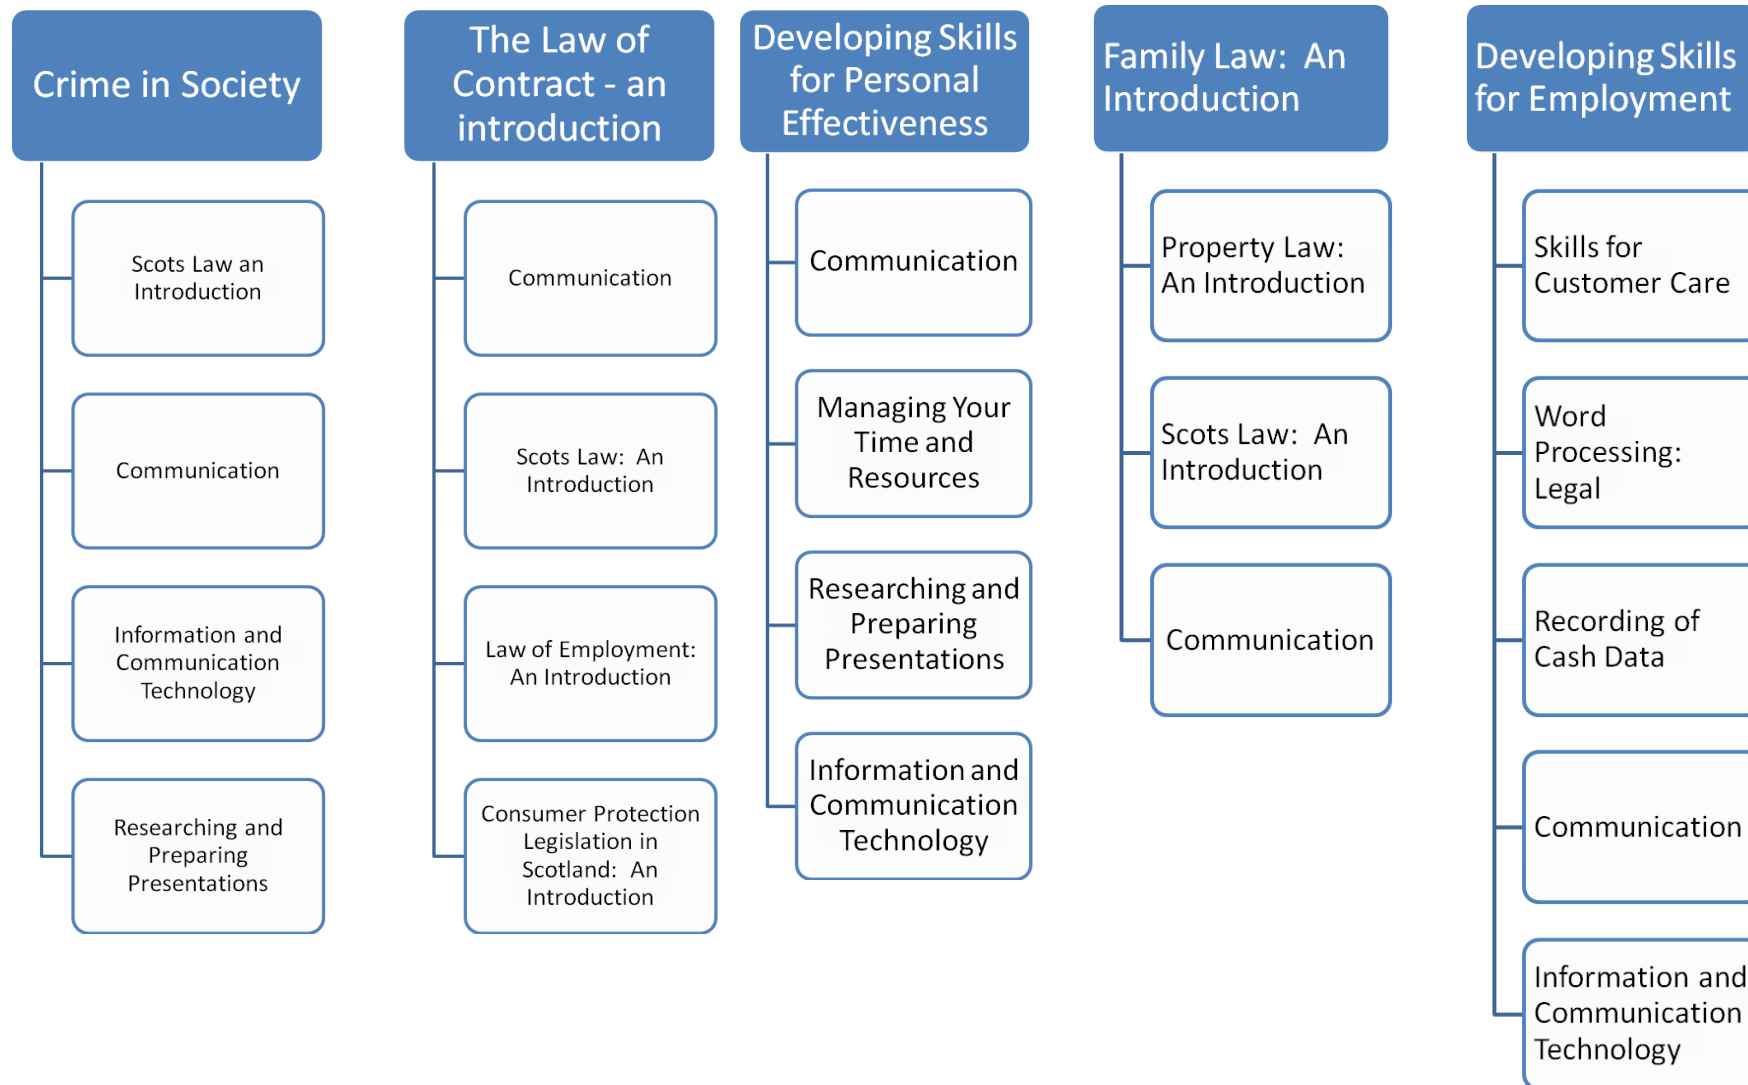 Crime in Society
Scots Law an
Introduction
Communication
Information and
Communication
Technology
Researching and
Preparing
Presentations
The Law of
Contract - an
introduction
Communication
Scots Law:  An
Introduction
Law of Employment:
An Introduction
Consumer Protection
Legislation in
Scotland:  An
Introduction
Developing Skills
for Personal
Effectiveness
Communication
Managing Your
Time and
Resources
Researching and
Preparing
Presentations
Information and
Communication
Technology
Family Law:  An
Introduction
Property Law:
An Introduction
Scots Law:  An
Introduction
Communication
Developing Skills
for Employment
Skills for
Customer Care
Word
Processing:
Legal
Recording of
Cash Data
Communication
Information and
Communication
Technology